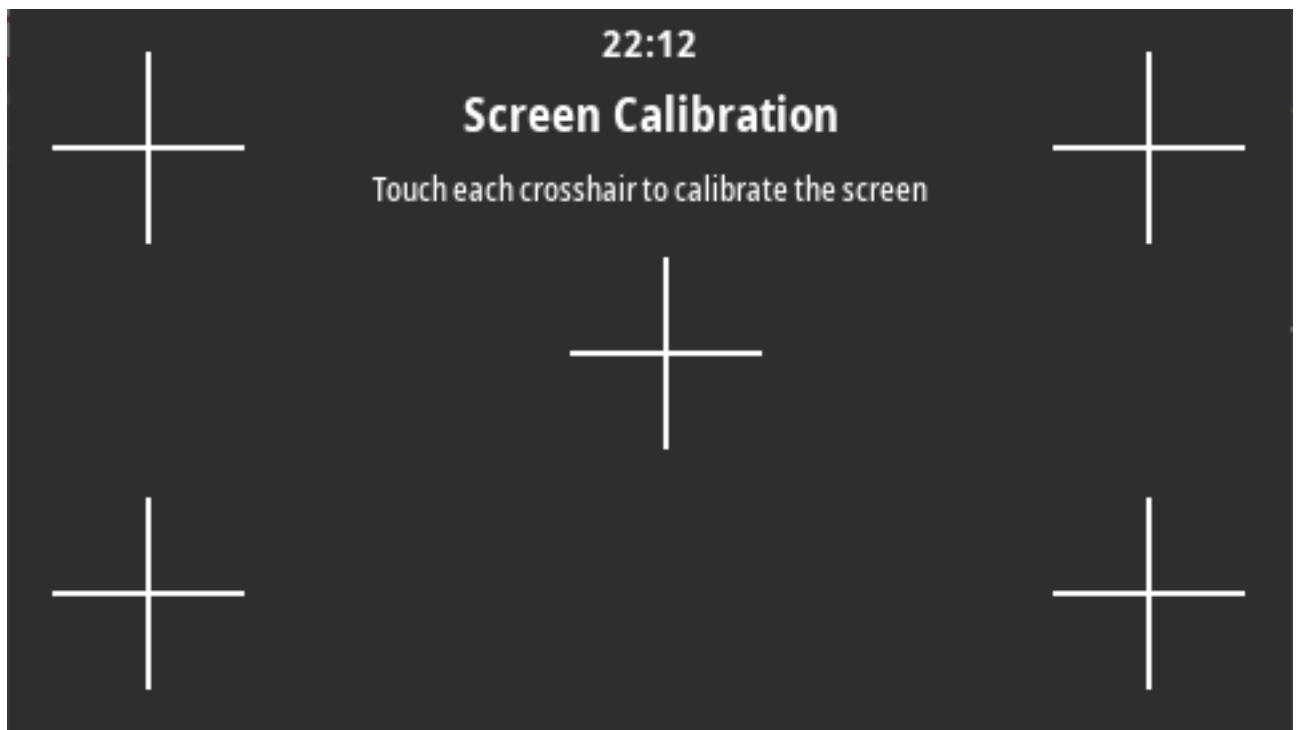 22:12
Screen Calibration
Touch each crosshair to calibrate the screen